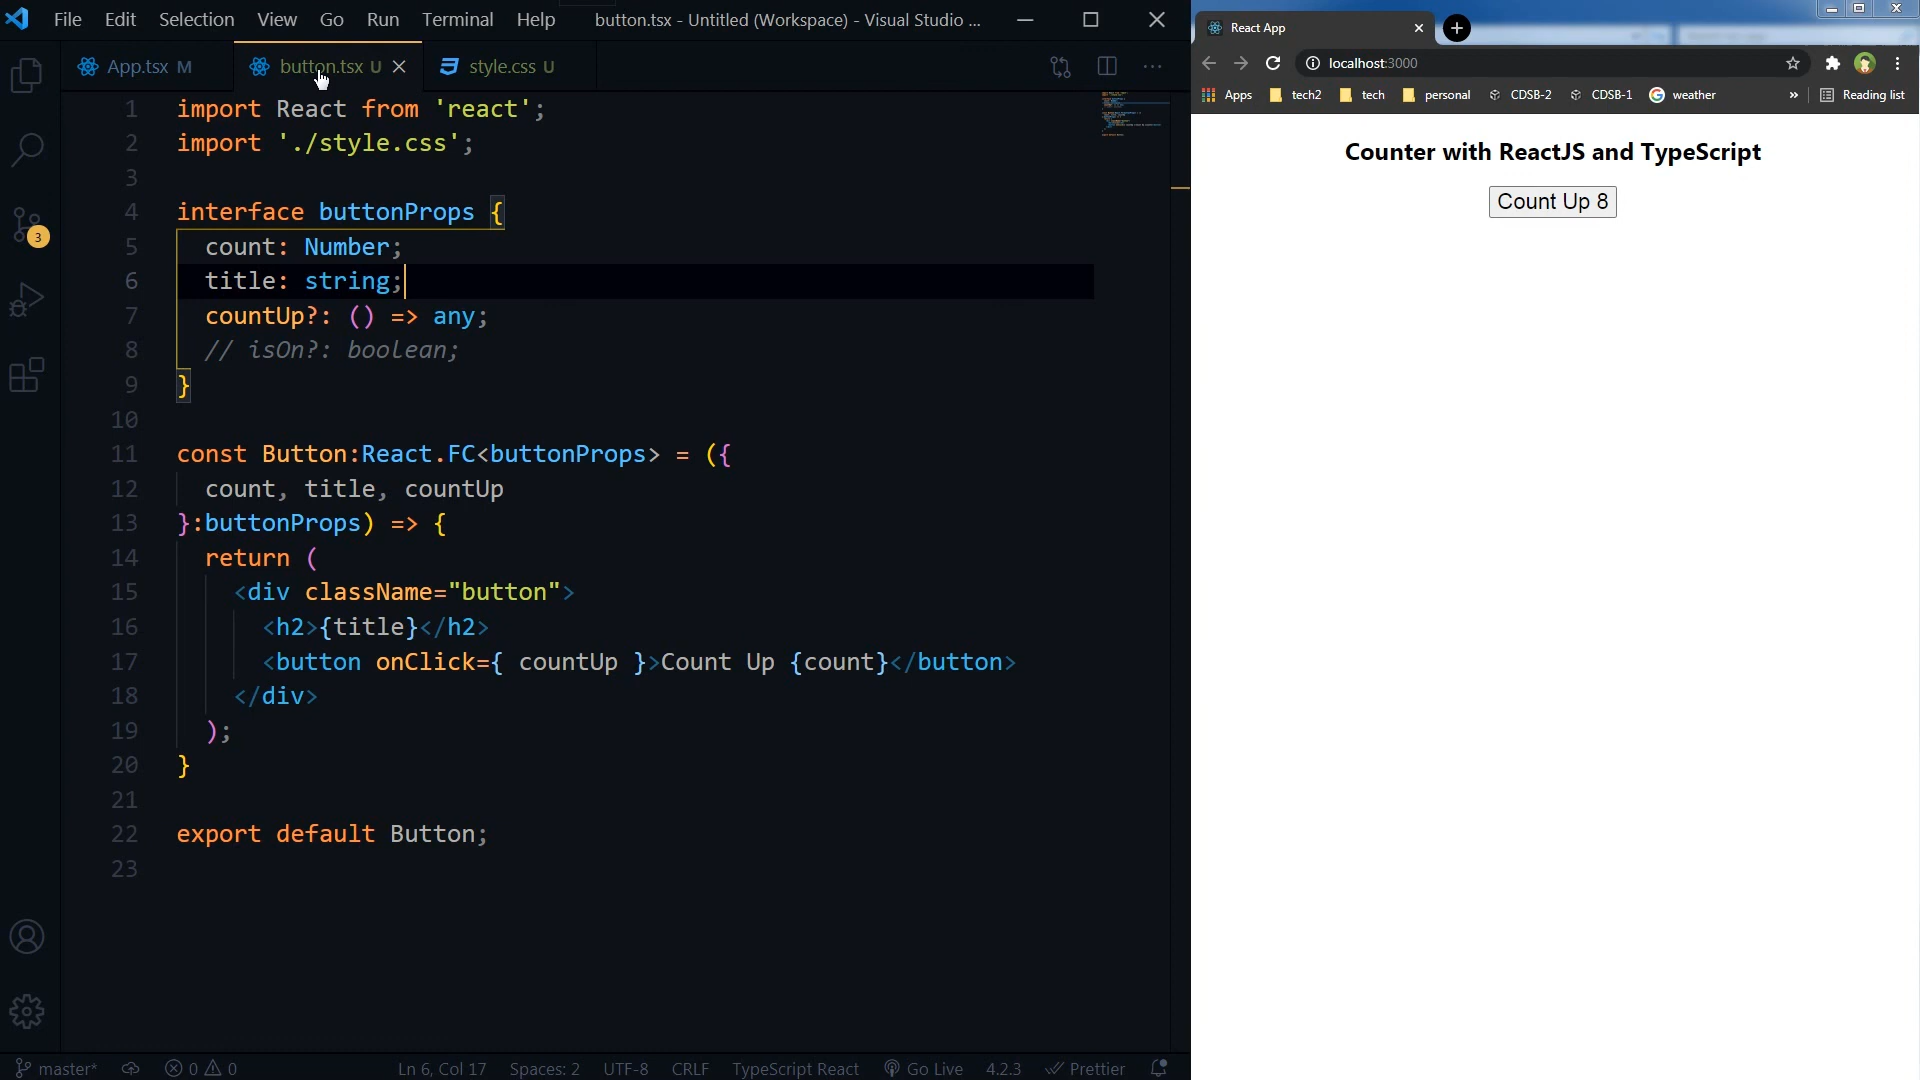 File Edit Selection View Go Run Terminal Help button.tsx - Untitled (Workspace) - Visual Studio ...
App.tsx M button.tsx U style.css U
3
1 import React from 'react';
2 import './style.css';
3
4 interface buttonProps {
5 count: Number;
6 title: string;
7 countUp?: () => any;
8 // isOn?: boolean;
9 }
10
11 const Button:React.FC<buttonProps> = ({
12 count, title, countUp
13 }:buttonProps) => {
14 return (
15 <div className="button">
16 <h2>{title}</h2>
17 <button onClick={ countUp }>Count Up {count}</button>
18 </div>
19 );
20 }
21
22 export default Button;
23
master* 0 0 Ln 6, Col 17 Spaces: 2 UTF-8 CRLF TypeScript React Go Live 4.2.3 Prettier
React App
localhost:3000
Apps tech2 tech personal CDSB-2 CDSB-1 weather » Reading list
Counter with ReactJS and TypeScript
Count Up 8